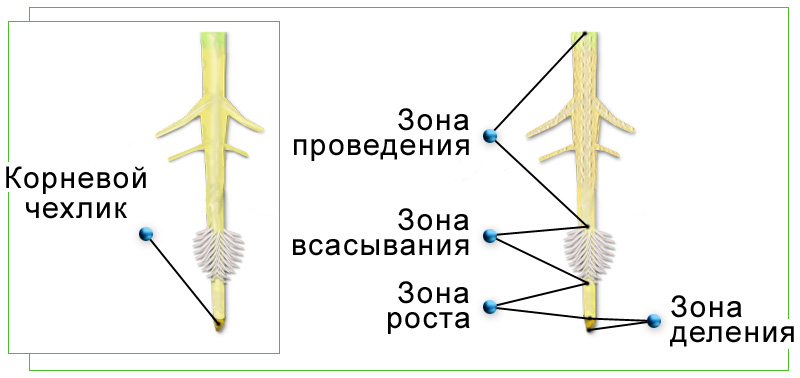 Корневой
чехлик
Зона
проведения
Зона
всасывания
Зона
роста
Зона
деления